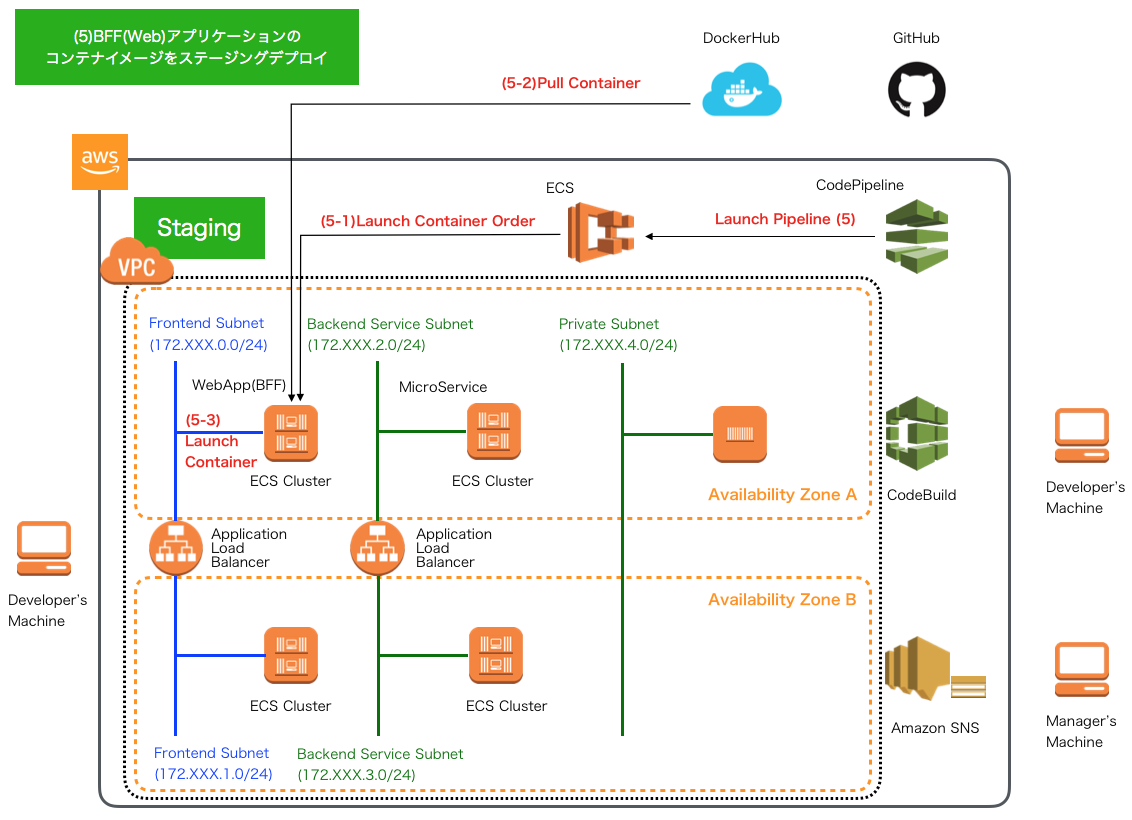 (5)BFF(Web)アプリケーションの
コンテナイメージをステージングデプロイ
DockerHub
GitHub
(5-2)Pull Container
aws
ECS
CodePipeline
Staging
(5-1)Launch Container Order
Launch Pipeline (5)
VPC
Frontend Subnet
(172.XXX.0.0/24)
Backend Service Subnet
(172.XXX.2.0/24)
Private Subnet
(172.XXX.4.0/24)
WebApp(BFF)
MicroService
(5-3)
Launch
Container
ECS Cluster
ECS Cluster
Availability Zone A
CodeBuild
Developer's
Machine
Application
Load
Balancer
Application
Load
Balancer
Developer's
Machine
Availability Zone B
ECS Cluster
ECS Cluster
Amazon SNS
Manager's
Machine
Frontend Subnet
(172.XXX.1.0/24)
Backend Service Subnet
(172.XXX.3.0/24)